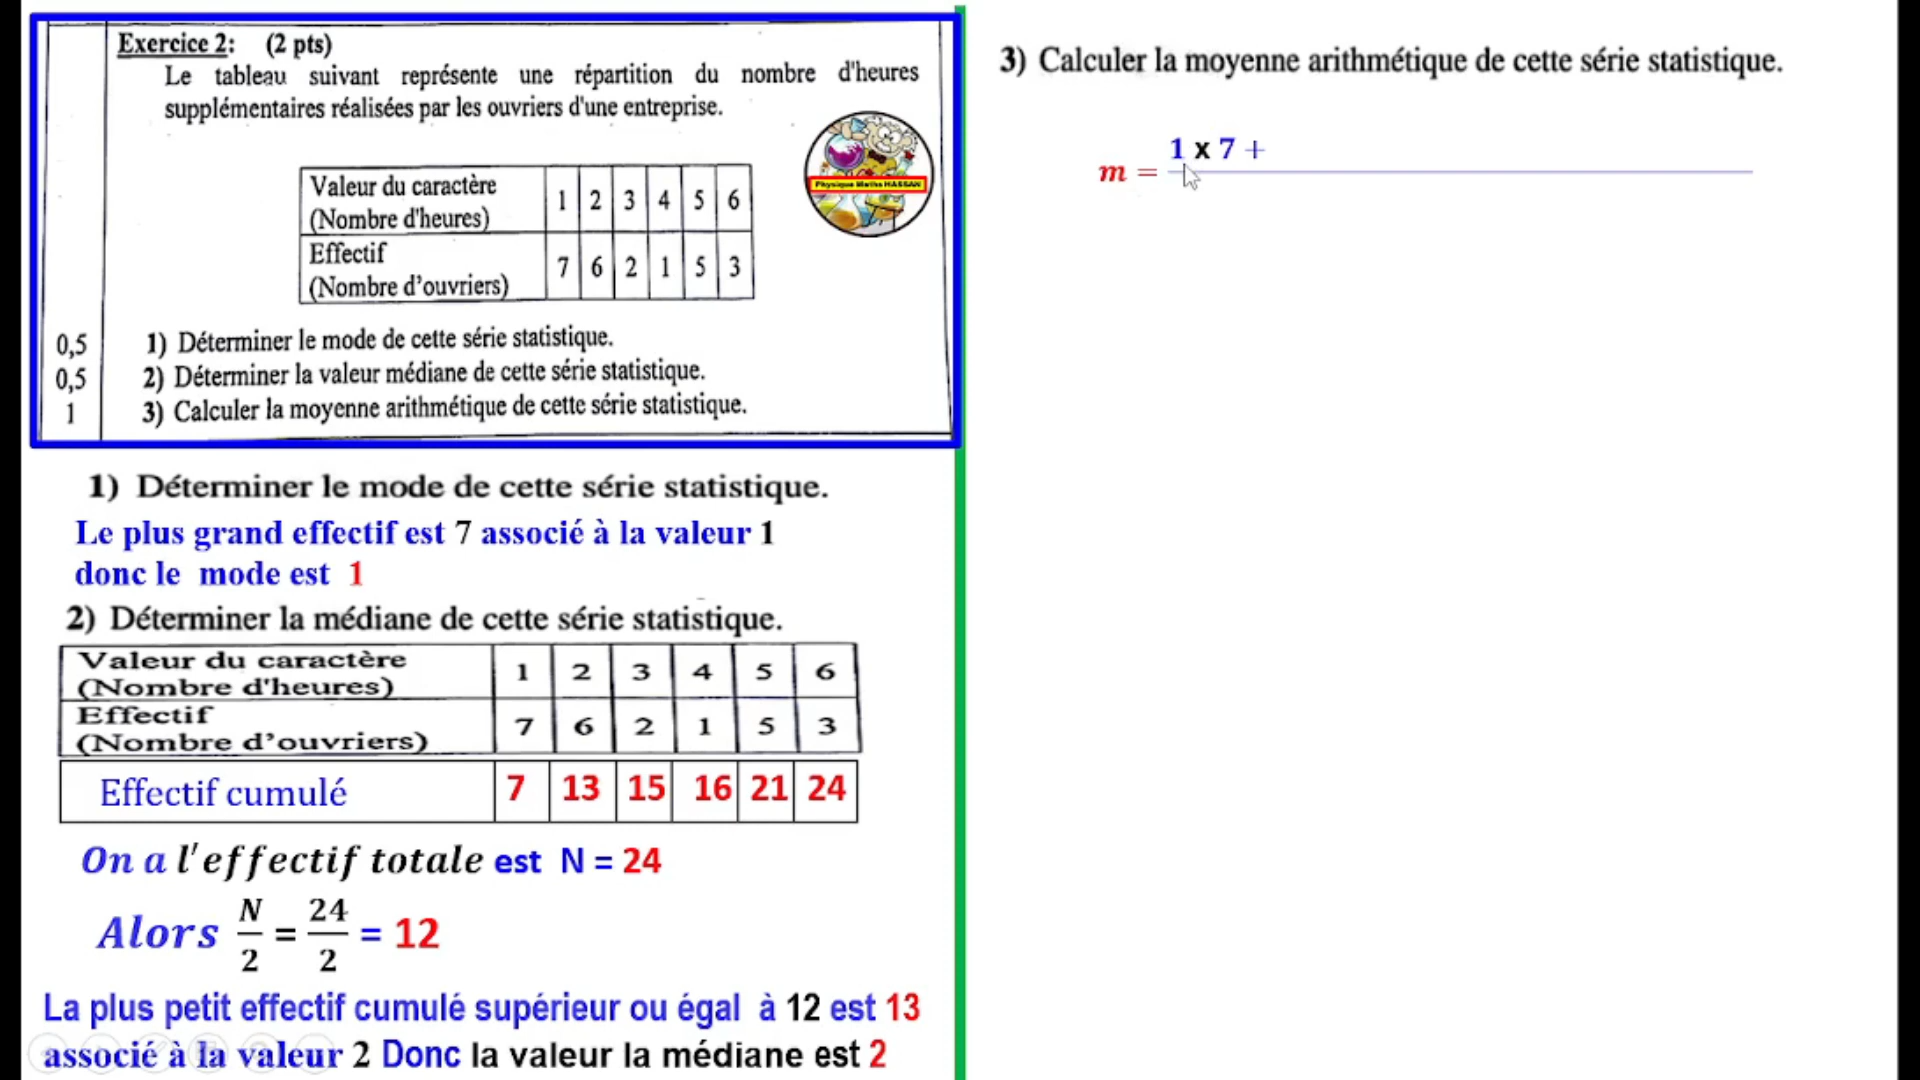 Exercice 2: (2 pts)
Le tableau suivant représente une répartition du nombre d'heures
supplémentaires réalisées par les ouvriers d'une entreprise.
Physique Maths HASSAN
Valeur du caractère
(Nombre d'heures) 1 2 3 4 5 6
Effectif
(Nombre d'ouvriers) 7 6 2 1 5 3
0,5 1) Déterminer le mode de cette série statistique.
0,5 2) Déterminer la valeur médiane de cette série statistique.
1 3) Calculer la moyenne arithmétique de cette série statistique.
1) Déterminer le mode de cette série statistique.
Le plus grand effectif est 7 associé à la valeur 1
donc le mode est 1
2) Déterminer la médiane de cette série statistique.
Valeur du caractère
(Nombre d'heures) 1 2 3 4 5 6
Effectif
(Nombre d'ouvriers) 7 6 2 1 5 3
Effectif cumulé 7 13 15 16 21 24
On a l'effectif totale est N = 24
Alors N/2 = 24/2 = 12
La plus petit effectif cumulé supérieur ou égal à 12 est 13
associé à la valeur 2 Donc la valeur la médiane est 2
3) Calculer la moyenne arithmétique de cette série statistique.
1 x 7 +
m =